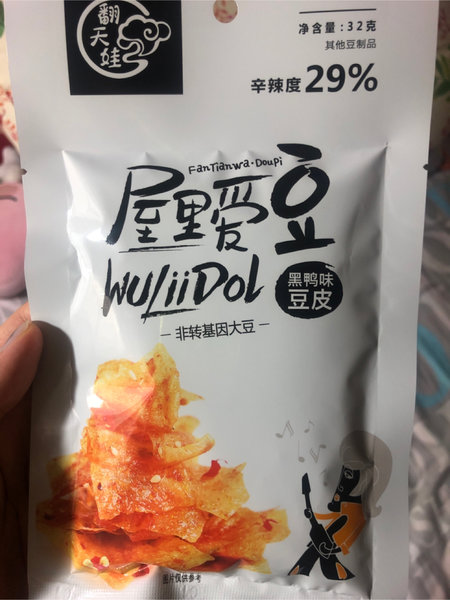 翻天娃
净含量：32克
其他豆制品
辛辣度 29%
FanTianwa·Doupi
屋里爱豆
WULiiDOL
黑鸭味
豆皮
非转基因大豆
图片仅供参考